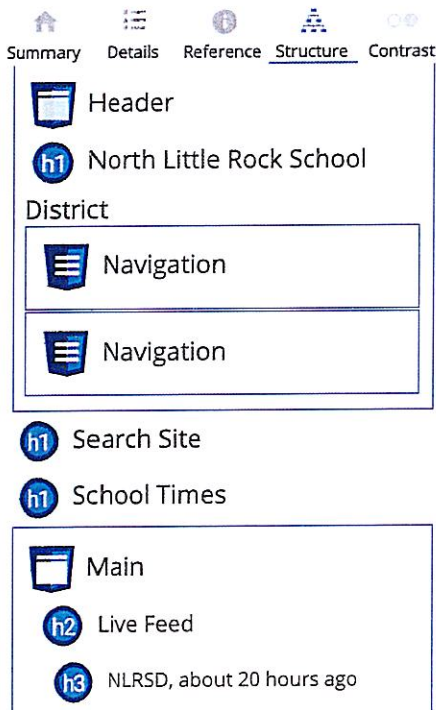 Summary Details Reference Structure Contrast
Header
h1 North Little Rock School
District
Navigation
Navigation
h1 Search Site
h1 School Times
Main
h2 Live Feed
h3 NLRSD, about 20 hours ago